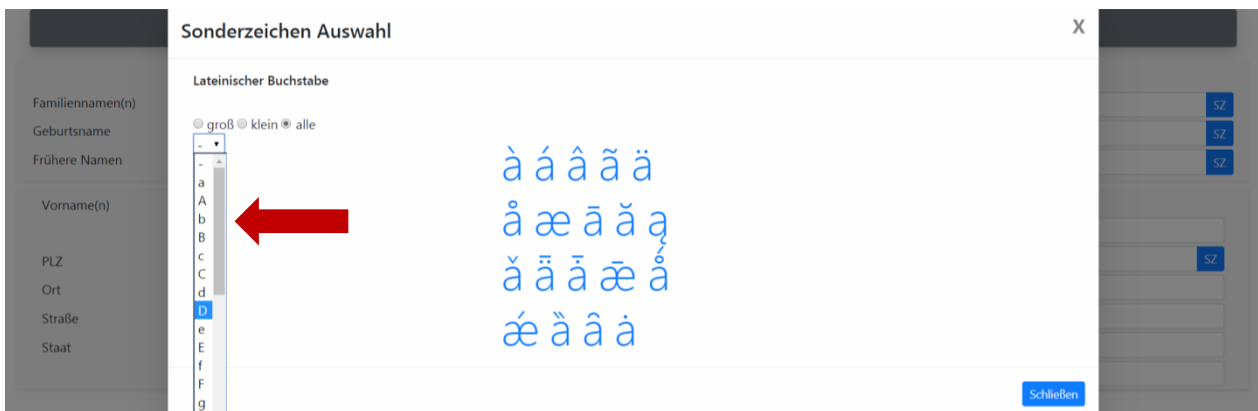 Sonderzeichen Auswahl
X
Lateinischer Buchstabe
groß klein alle
-
-
a
A
b
B
c
C
d
D
e
E
f
F
g
à á â ã ä
å æ ā ă ą
ǎ ǟ ǡ ǣ ǻ
ǽ ȁ ȃ ȧ
Schließen
Familiennamen(n)
SZ
Geburtsname
SZ
Frühere Namen
SZ
Vorname(n)
PLZ
SZ
Ort
Straße
Staat